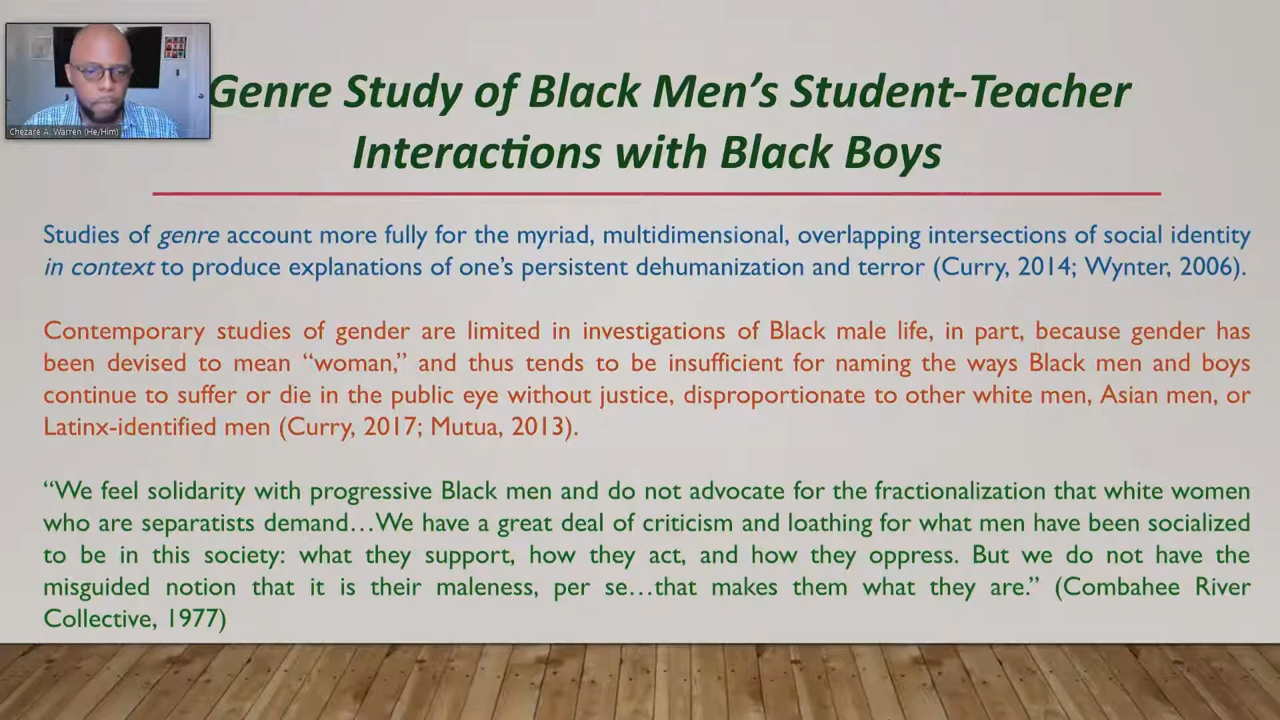 Chezare A. Warren (He/Him)
Genre Study of Black Men’s Student-Teacher
Interactions with Black Boys
Studies of genre account more fully for the myriad, multidimensional, overlapping intersections of social identity
in context to produce explanations of one’s persistent dehumanization and terror (Curry, 2014; Wynter, 2006).
Contemporary studies of gender are limited in investigations of Black male life, in part, because gender has
been devised to mean “woman,” and thus tends to be insufficient for naming the ways Black men and boys
continue to suffer or die in the public eye without justice, disproportionate to other white men, Asian men, or
Latinx-identified men (Curry, 2017; Mutua, 2013).
“We feel solidarity with progressive Black men and do not advocate for the fractionalization that white women
who are separatists demand…We have a great deal of criticism and loathing for what men have been socialized
to be in this society: what they support, how they act, and how they oppress. But we do not have the
misguided notion that it is their maleness, per se…that makes them what they are.” (Combahee River
Collective, 1977)